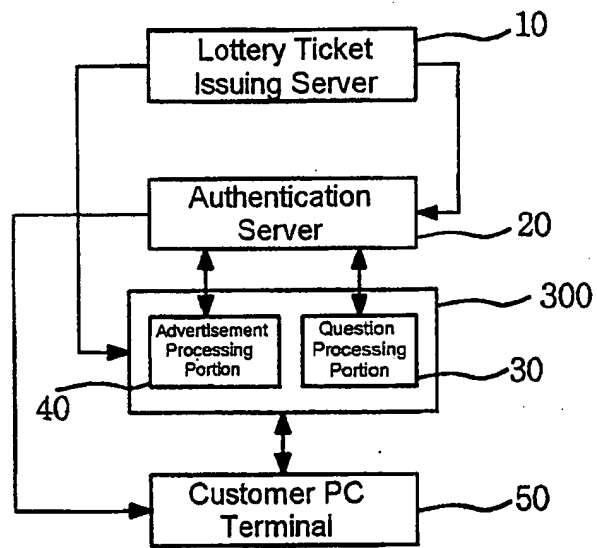 10
Lottery Ticket
Issuing Server
Authentication
Server
20
300
Advertisement
Processing
Portion
Question
Processing
Portion
40
30
Customer PC
Terminal
50